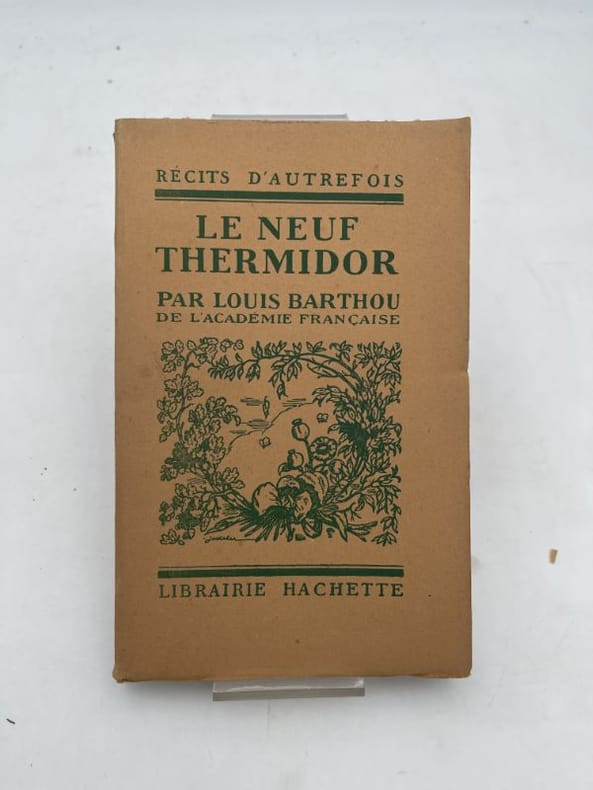 RÉCITS D'AUTREFOIS
LE NEUF
THERMIDOR
PAR LOUIS BARTHOU
DE L'ACADÉMIE FRANÇAISE
LIBRAIRIE HACHETTE